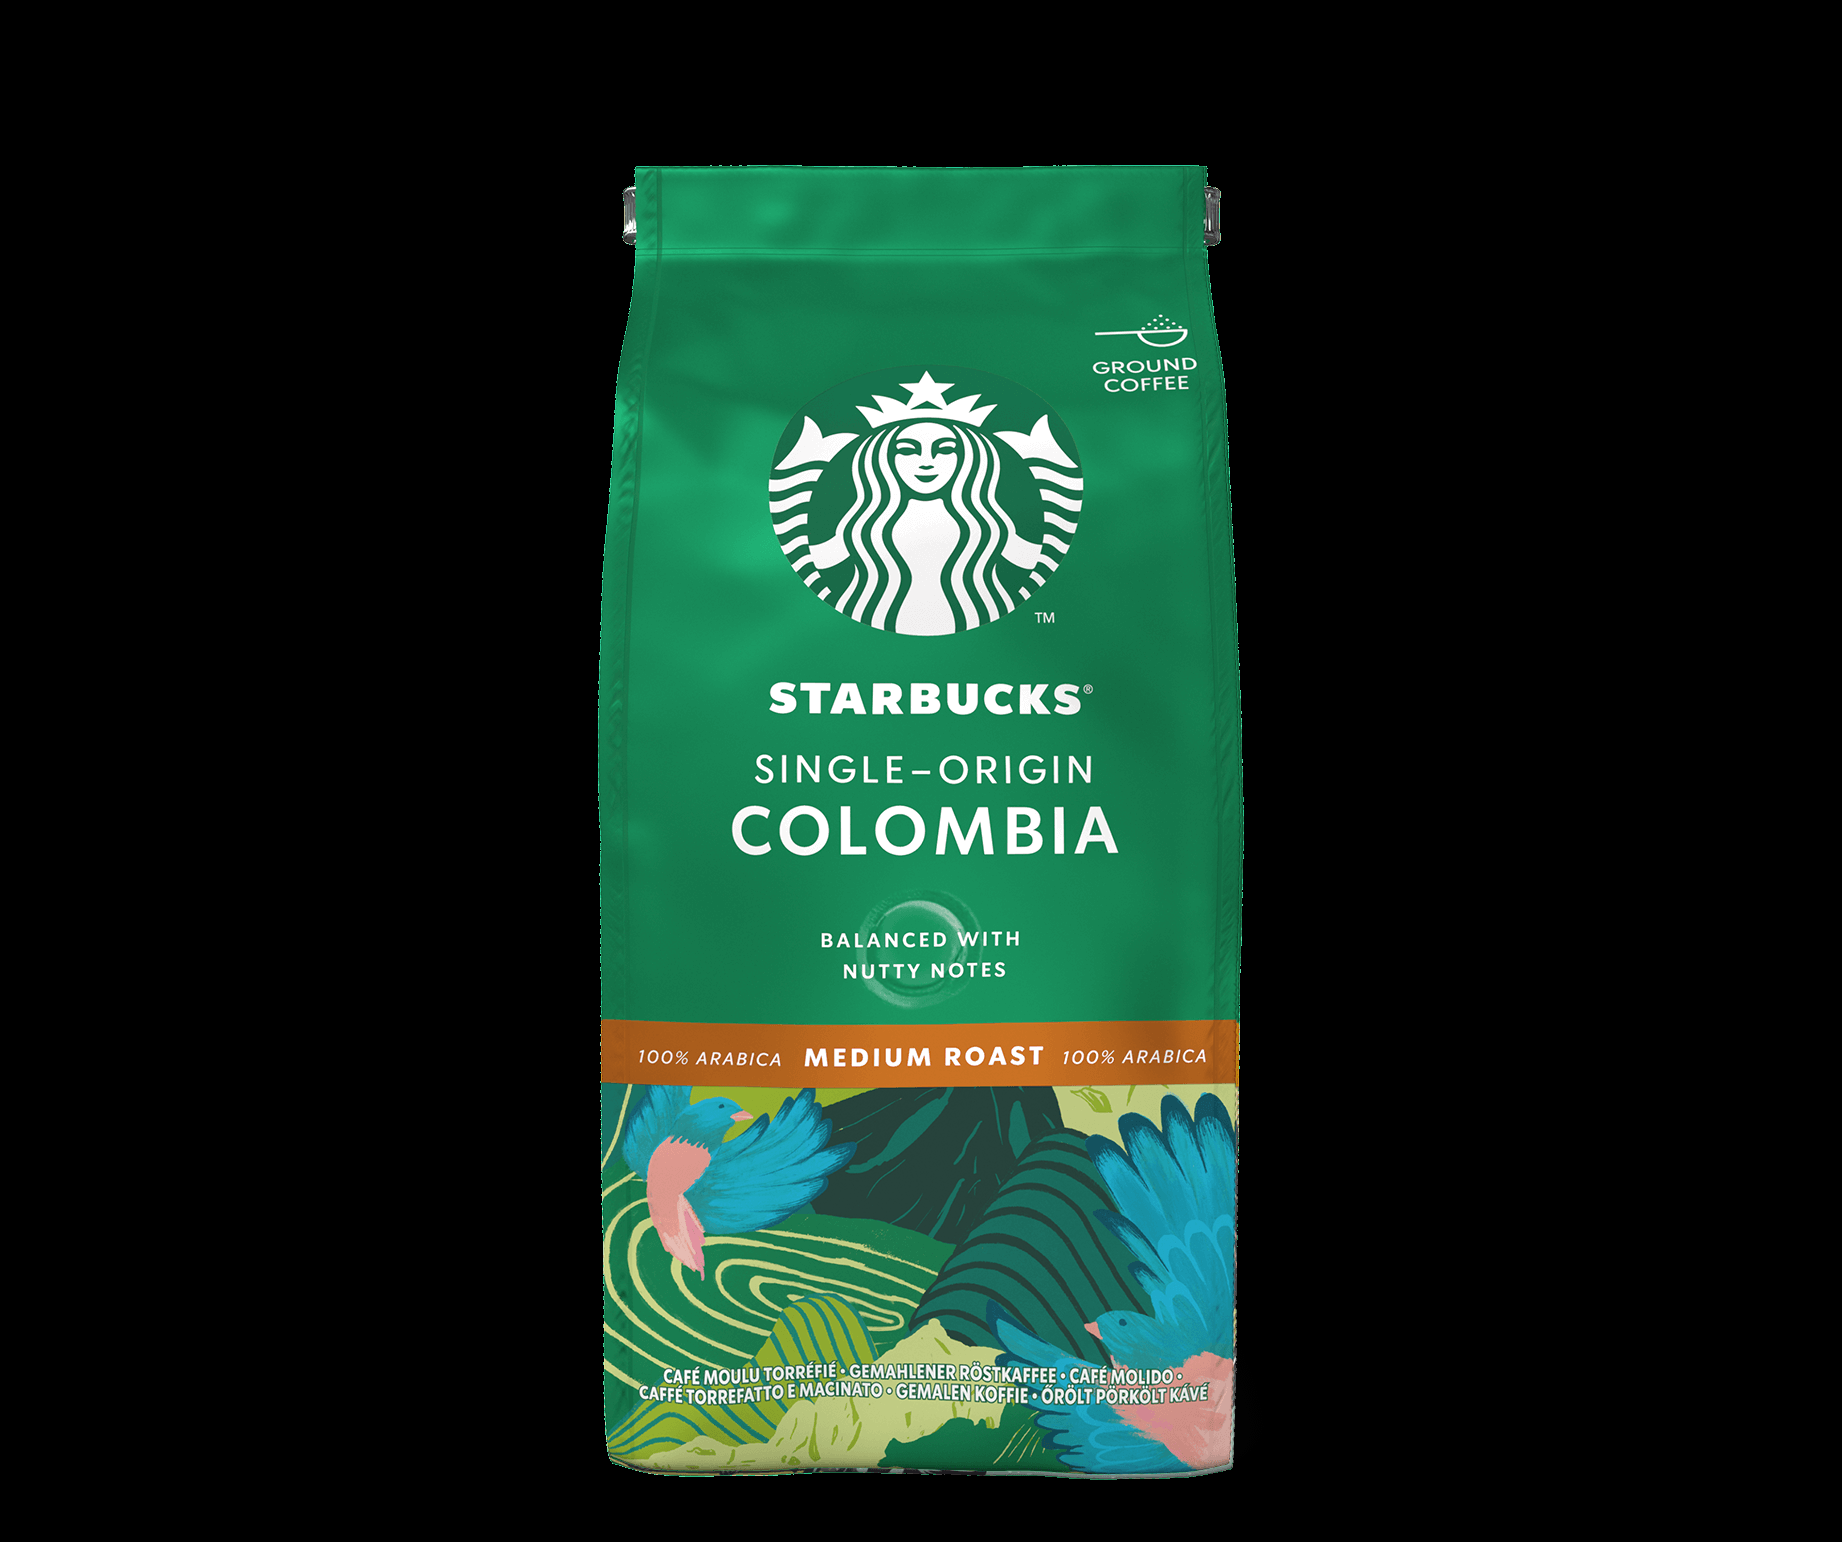 GROUND
COFFEE
TM
STARBUCKS®
SINGLE–ORIGIN
COLOMBIA
BALANCED WITH
NUTTY NOTES
100% ARABICA MEDIUM ROAST 100% ARABICA
CAFÉ MOULU TORRÉFIÉ • GEMAHLENER RÖSTKAFFEE • CAFÉ MOLIDO •
CAFFÈ TORREFATTO E MACINATO • GEMALEN KOFFIE • ŐRÖLT PÖRKÖLT KÁVÉ